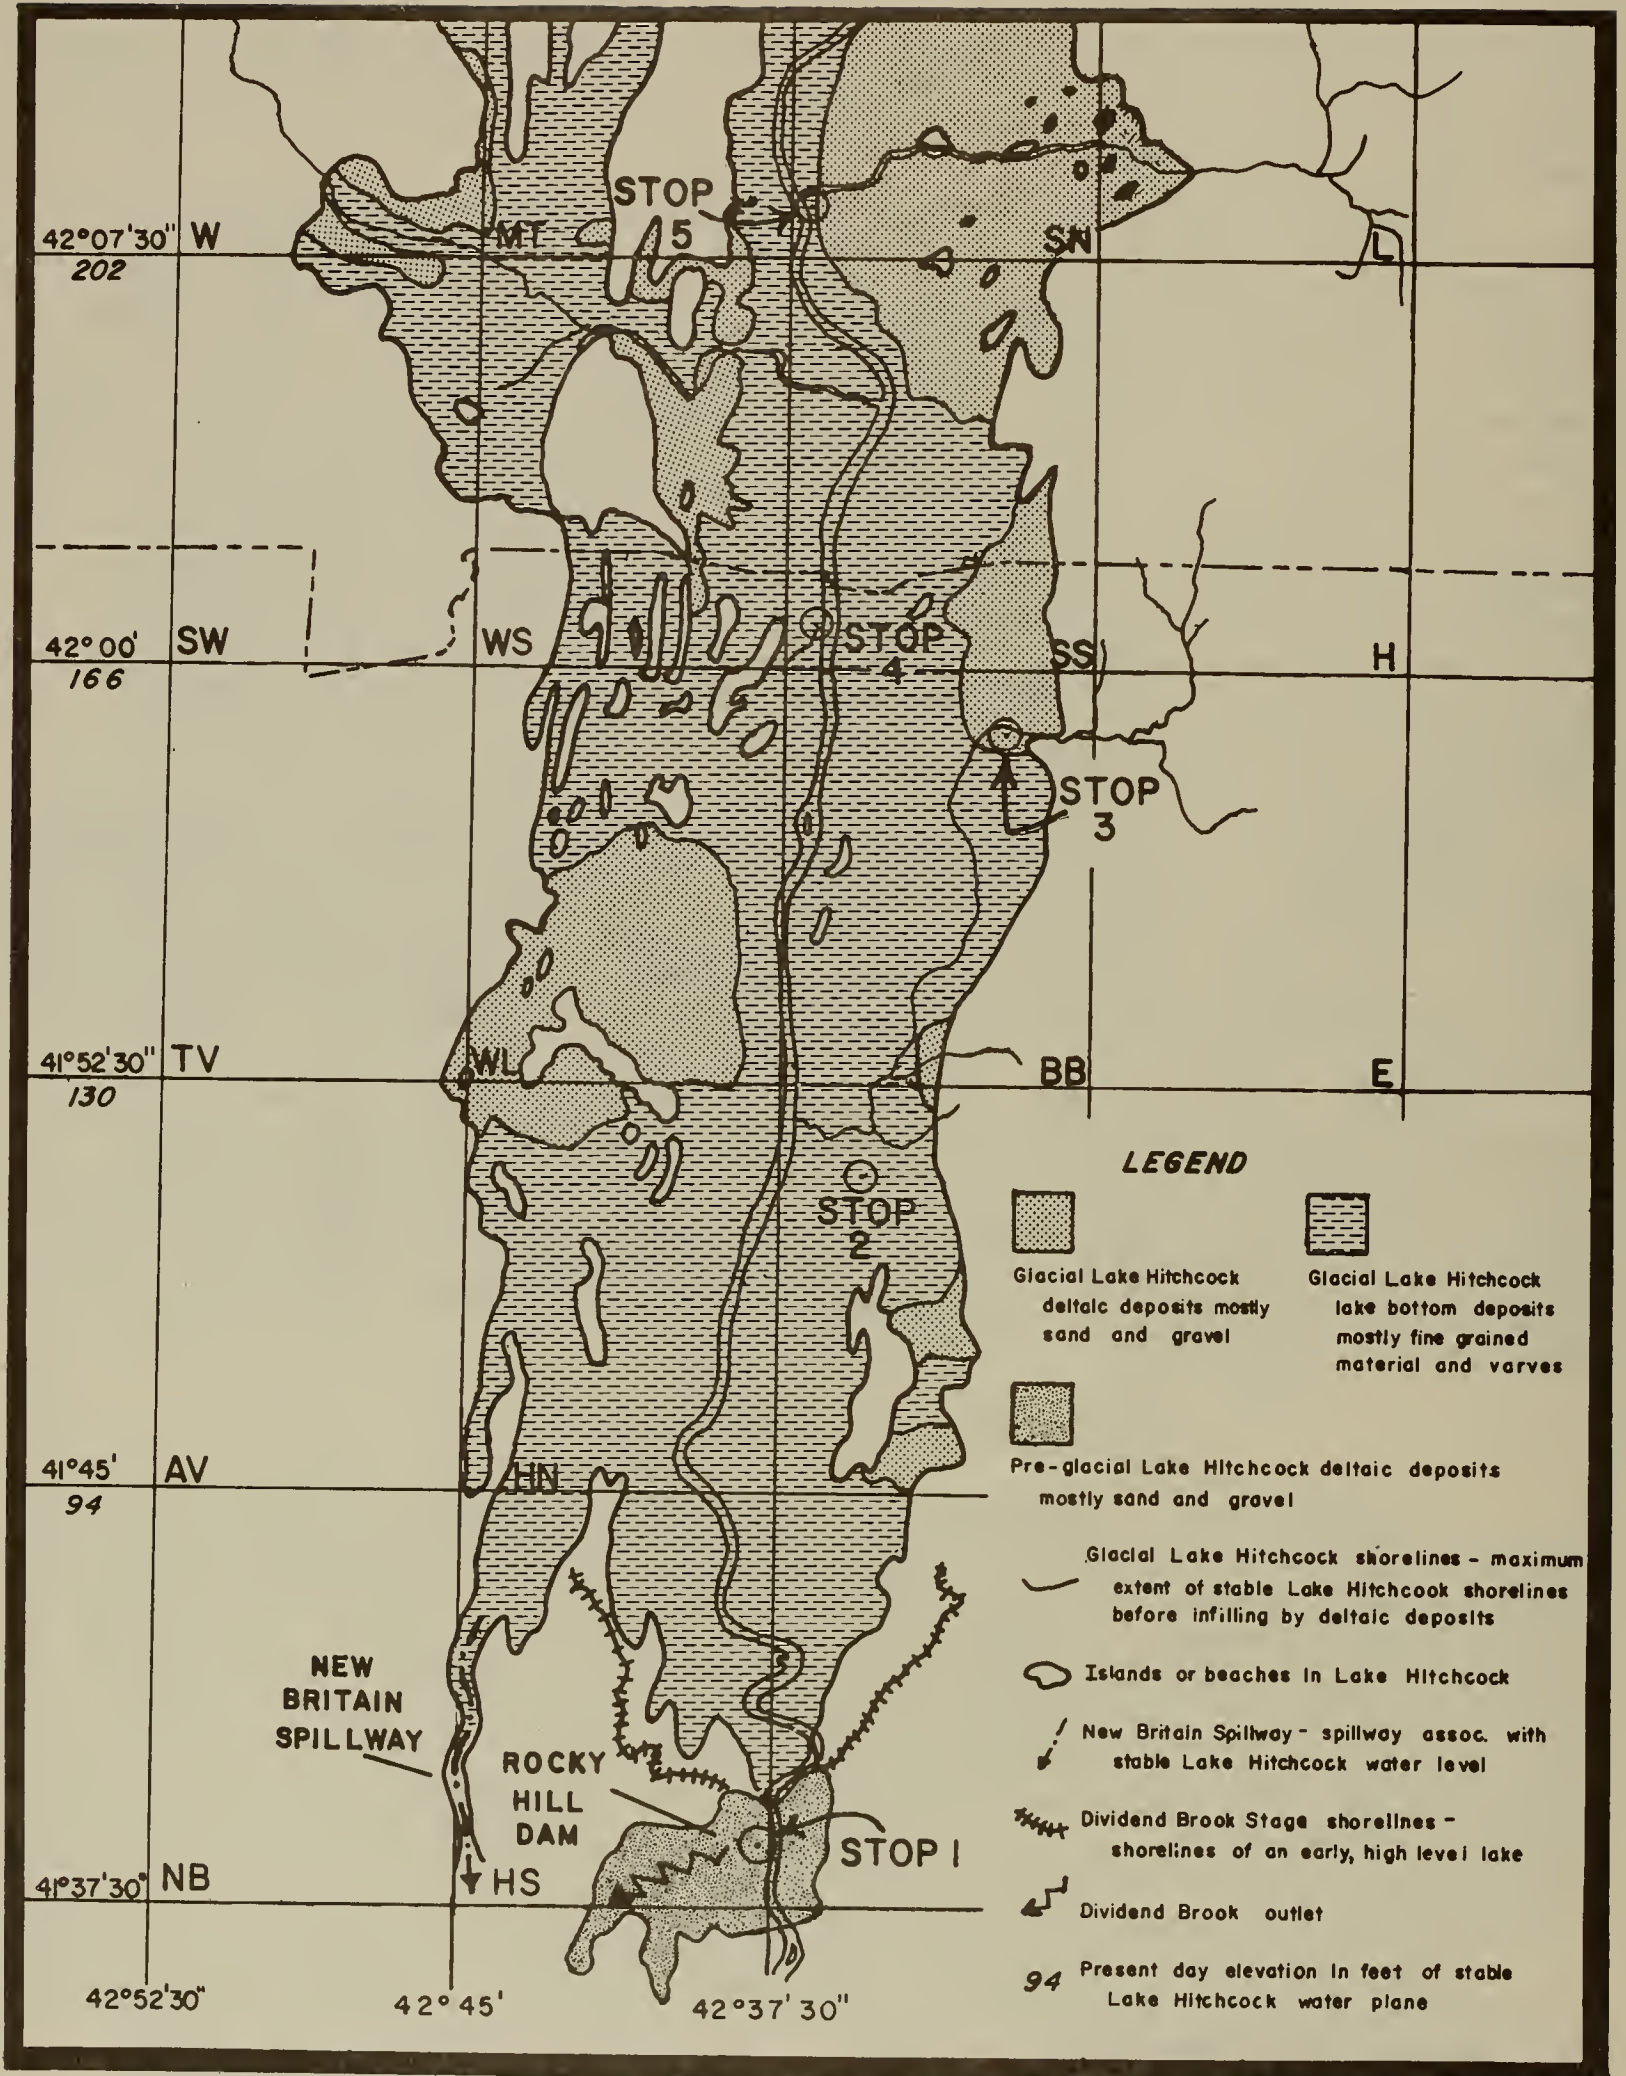 STOP
5
42°07'30" W
MT
SN
L
202
42°00' SW
WS
STOP
4
SS
H
166
STOP
3
41°52'30" TV
WL
BB
E
130
STOP
2
41°45' AV
HN
94
NEW
BRITAIN
SPILLWAY
ROCKY
HILL
DAM
STOP 1
41°37'30" NB
HS
42°52'30"
42°45'
42°37'30"
LEGEND
Glacial Lake Hitchcock
deltaic deposits mostly
sand and gravel
Glacial Lake Hitchcock
lake bottom deposits
mostly fine grained
material and varves
Pre-glacial Lake Hitchcock deltaic deposits
mostly sand and gravel
Glacial Lake Hitchcock shorelines - maximum
extent of stable Lake Hitchcook shorelines
before infilling by deltaic deposits
Islands or beaches in Lake Hitchcock
New Britain Spillway - spillway assoc. with
stable Lake Hitchcock water level
Dividend Brook Stage shorelines -
shorelines of an early, high level lake
Dividend Brook outlet
94 Present day elevation in feet of stable
Lake Hitchcock water plane